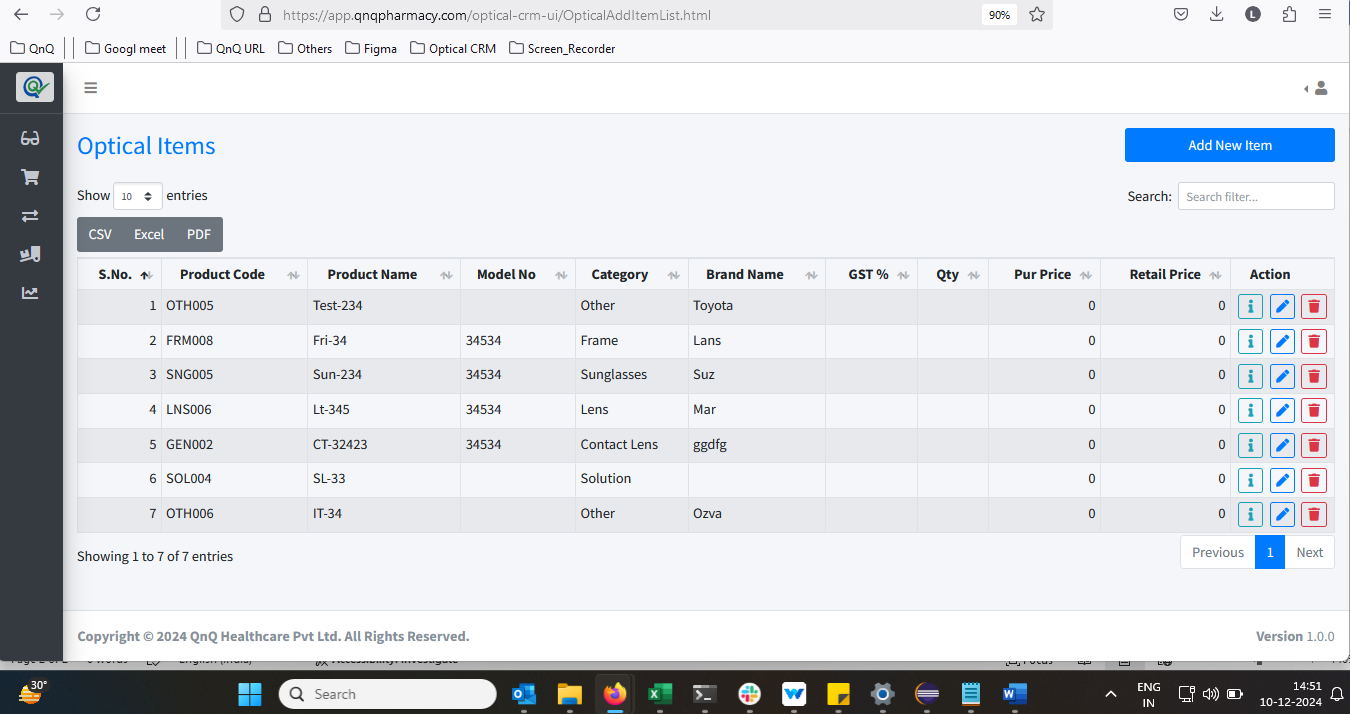 https://app.qnqpharmacy.com/optical-crm-ui/OpticalAddItemList.html 90% L
QnQ Googl meet QnQ URL Others Figma Optical CRM Screen_Recorder
Optical Items Add New Item
Show 10 entries Search: Search filter...
CSV Excel PDF
S.No. Product Code Product Name Model No Category Brand Name GST % Qty Pur Price Retail Price Action
1 OTH005 Test-234 Other Toyota 0 0
2 FRM008 Fri-34 34534 Frame Lans 0 0
3 SNG005 Sun-234 34534 Sunglasses Suz 0 0
4 LNS006 Lt-345 34534 Lens Mar 0 0
5 GEN002 CT-32423 34534 Contact Lens ggdfg 0 0
6 SOL004 SL-33 Solution 0 0
7 OTH006 IT-34 Other Ozva 0 0
Showing 1 to 7 of 7 entries Previous 1 Next
Copyright © 2024 QnQ Healthcare Pvt Ltd. All Rights Reserved. Version 1.0.0
30° Search ENG 14:51
IN 10-12-2024